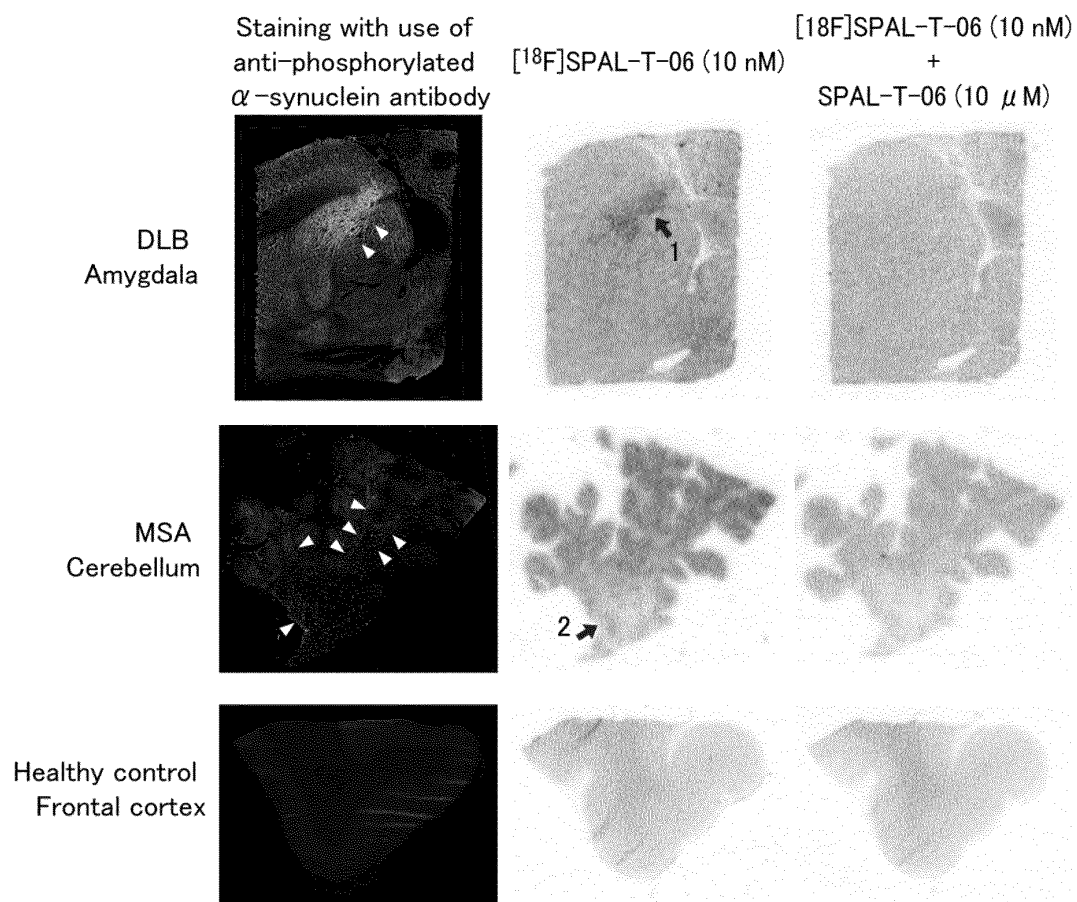 Staining with use of
anti-phosphorylated
α-synuclein antibody
[¹⁸F]SPAL-T-06 (10 nM)
[18F]SPAL-T-06 (10 nM)
+
SPAL-T-06 (10 μM)
DLB
Amygdala
1
MSA
Cerebellum
2
Healthy control
Frontal cortex